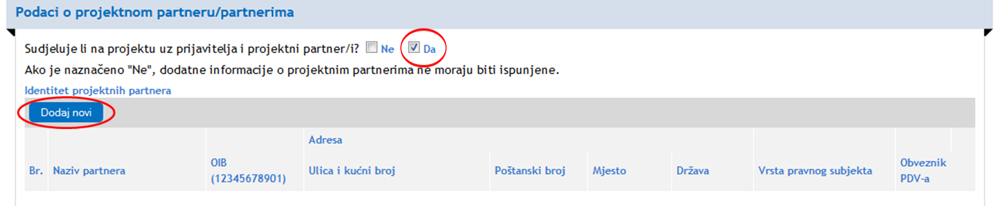 Podaci o projektnom partneru/partnerima
Sudjeluje li na projektu uz prijavitelja i projektni partner/i? Ne Da
Ako je naznačeno "Ne", dodatne informacije o projektnim partnerima ne moraju biti ispunjene.
Identitet projektnih partnera
Dodaj novi
Adresa
Br. Naziv partnera OIB (12345678901) Ulica i kućni broj Poštanski broj Mjesto Država Vrsta pravnog subjekta Obveznik PDV-a